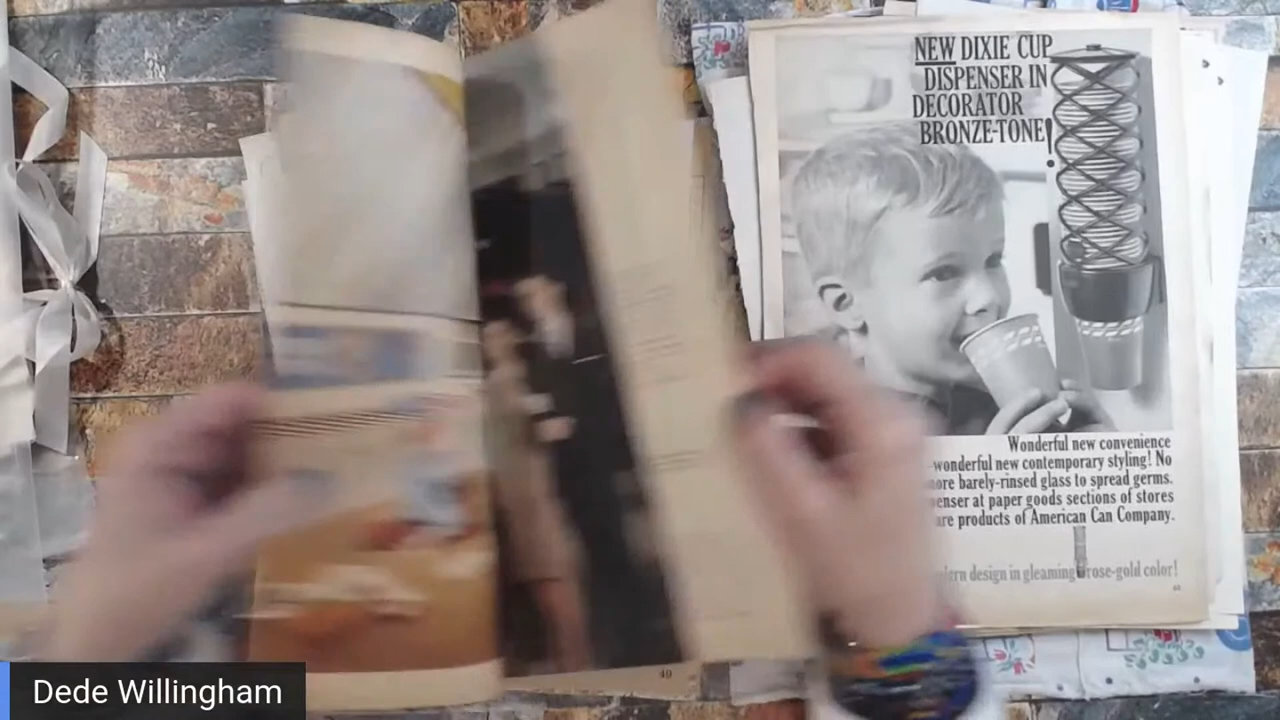 NEW DIXIE CUP
DISPENSER IN
DECORATOR
BRONZE-TONE!
Wonderful new convenience
wonderful new contemporary styling! No
barely-rinsed glass to spread germs.
at paper goods sections of stores
products of American Can Company.
design in gleaming rose-gold color!
49
Dede Willingham